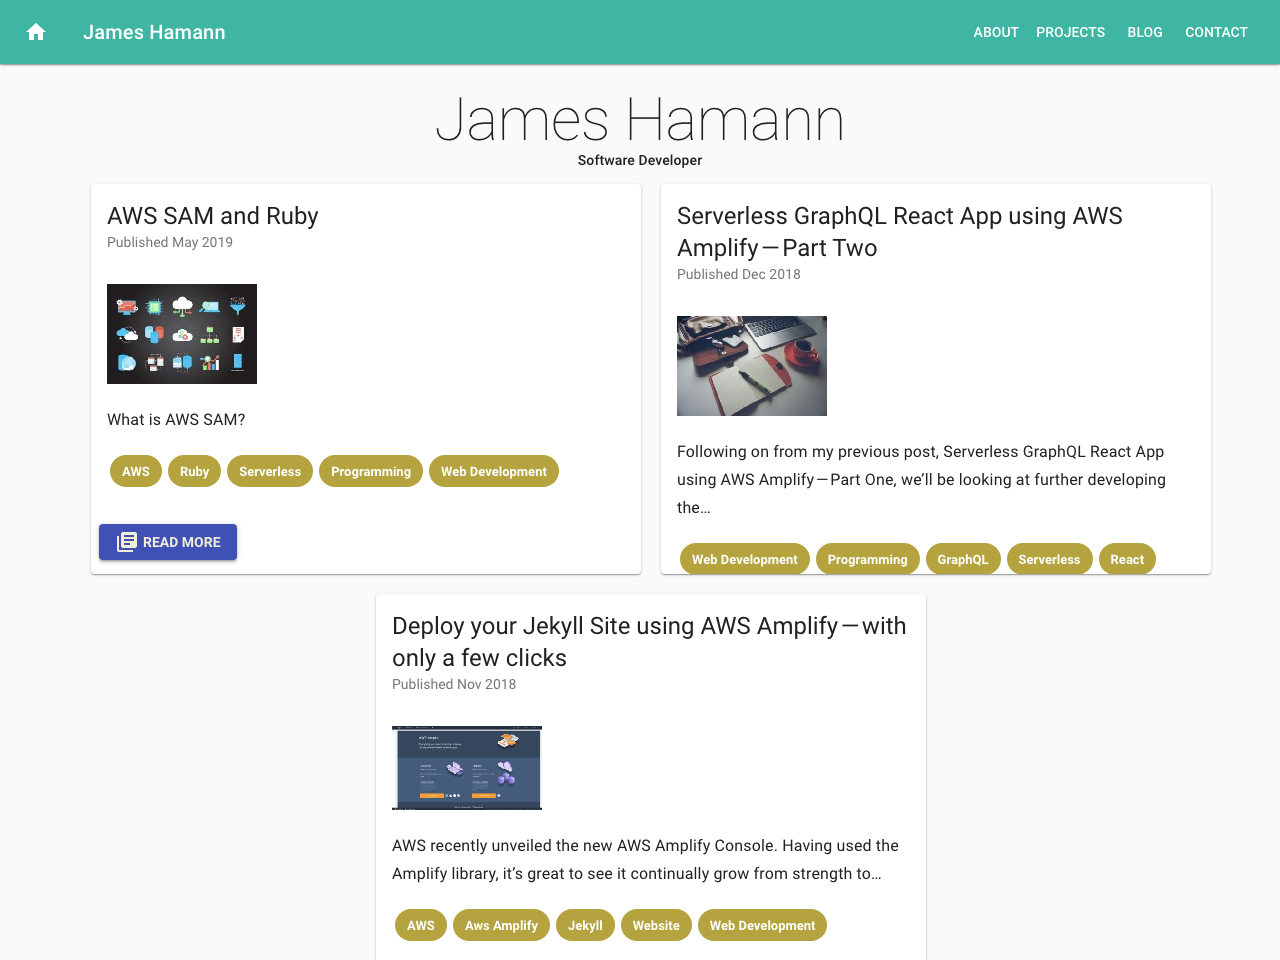 James Hamann
ABOUT PROJECTS BLOG CONTACT
James Hamann
Software Developer
AWS SAM and Ruby
Published May 2019
What is AWS SAM?
AWS Ruby Serverless Programming Web Development
READ MORE
Serverless GraphQL React App using AWS
Amplify — Part Two
Published Dec 2018
Following on from my previous post, Serverless GraphQL React App
using AWS Amplify — Part One, we’ll be looking at further developing
the…
Web Development Programming GraphQL Serverless React
Deploy your Jekyll Site using AWS Amplify — with
only a few clicks
Published Nov 2018
AWS recently unveiled the new AWS Amplify Console. Having used the
Amplify library, it’s great to see it continually grow from strength to…
AWS Aws Amplify Jekyll Website Web Development